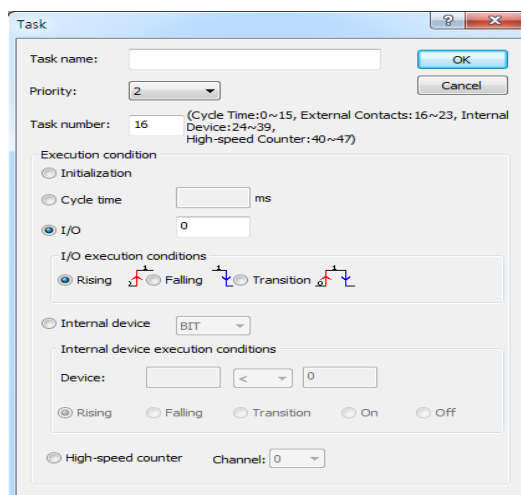 Task
Task name:
OK
Priority: 2
Cancel
Task number: 16 (Cycle Time:0~15, External Contacts:16~23, Internal
Device:24~39,
High-speed Counter:40~47)
Execution condition
Initialization
Cycle time ms
I/O 0
I/O execution conditions
Rising Falling Transition
Internal device BIT
Internal device execution conditions
Device: < 0
Rising Falling Transition On Off
High-speed counter Channel: 0